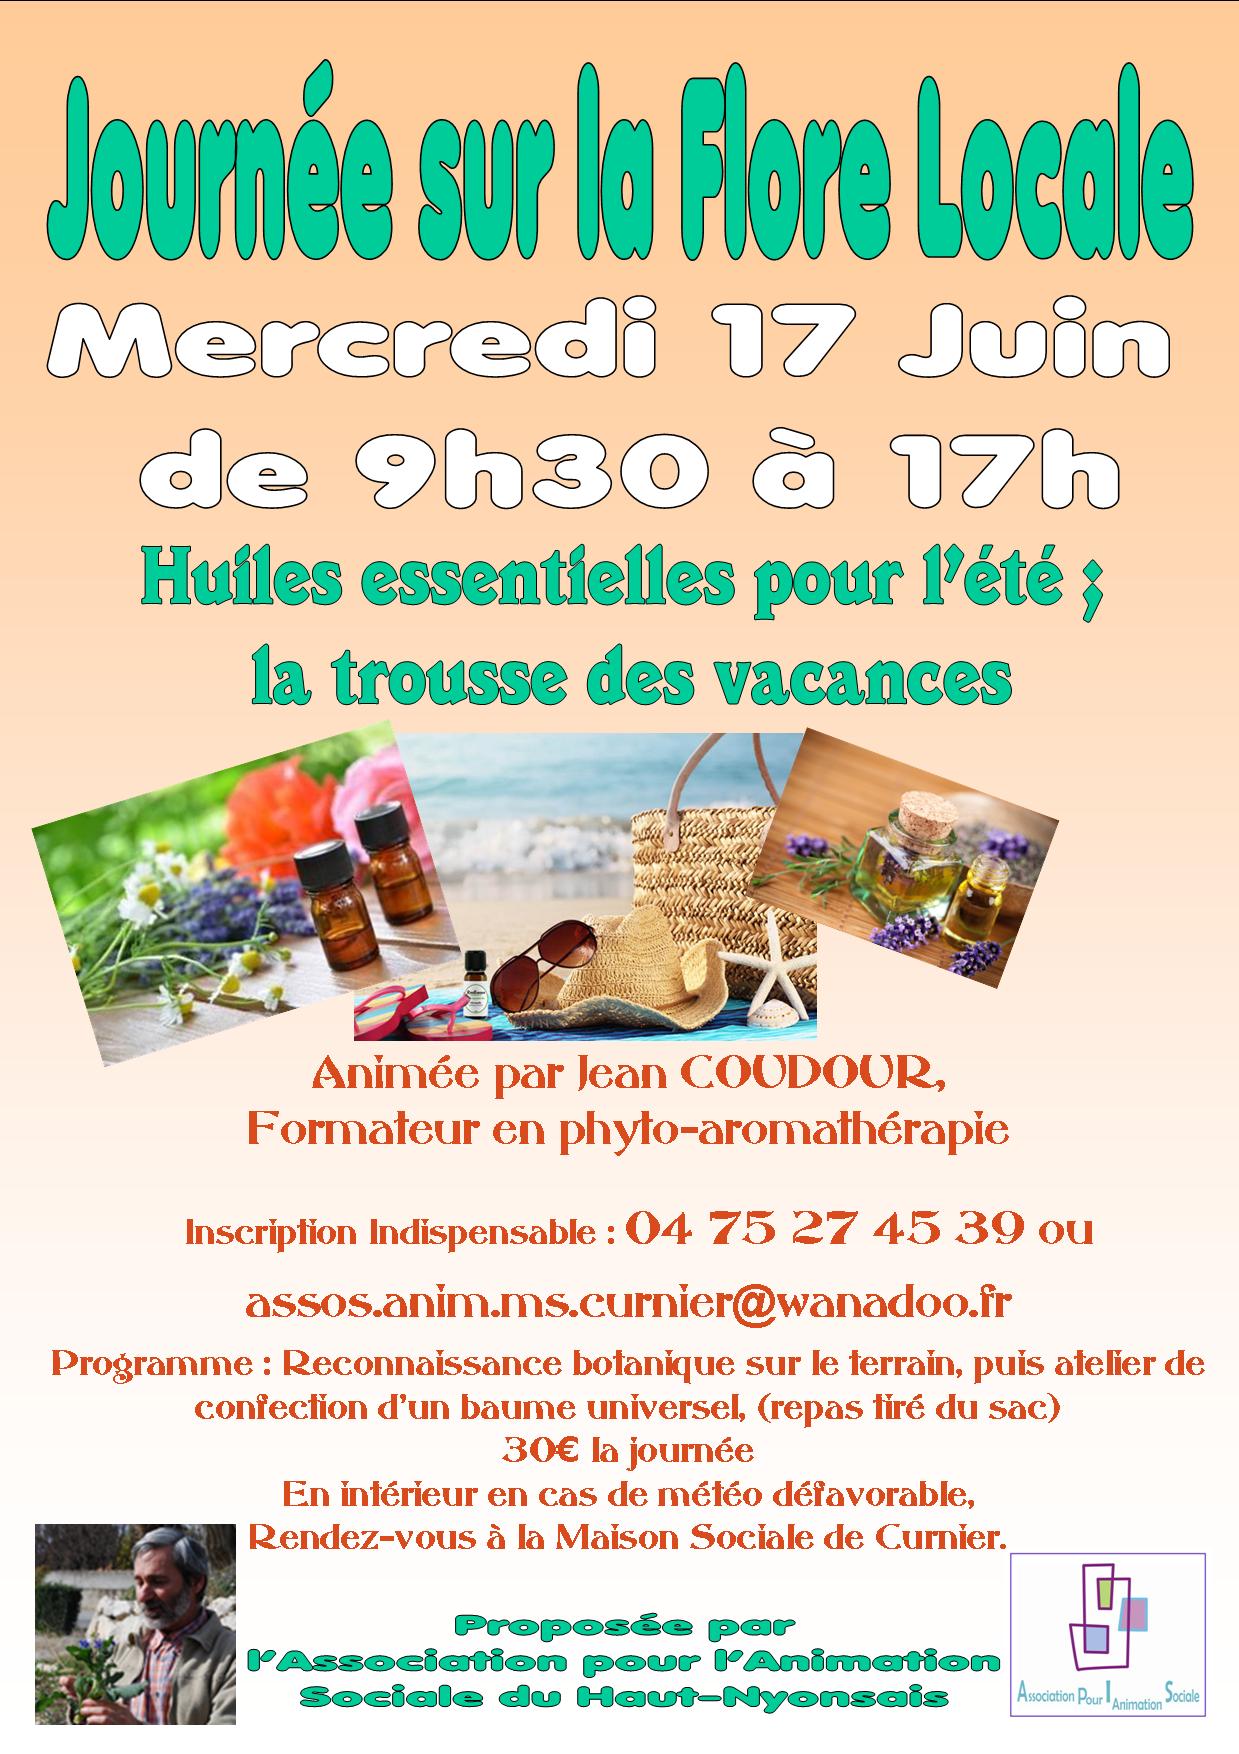 Journée sur la Flore Locale
Mercredi 17 Juin
de 9h30 à 17h
Huiles essentielles pour l'été ;
la trousse des vacances
Animée par Jean COUDOUR,
Formateur en phyto-aromathérapie
Inscription Indispensable : 04 75 27 45 39 ou
assos.anim.ms.curnier@wanadoo.fr
Programme : Reconnaissance botanique sur le terrain, puis atelier de
confection d'un baume universel, (repas tiré du sac)
30€ la journée
En intérieur en cas de météo défavorable,
Rendez-vous à la Maison Sociale de Curnier.
Proposée par
l'Association pour l'Animation
Sociale du Haut-Nyonsais
Association Pour l Animation Sociale